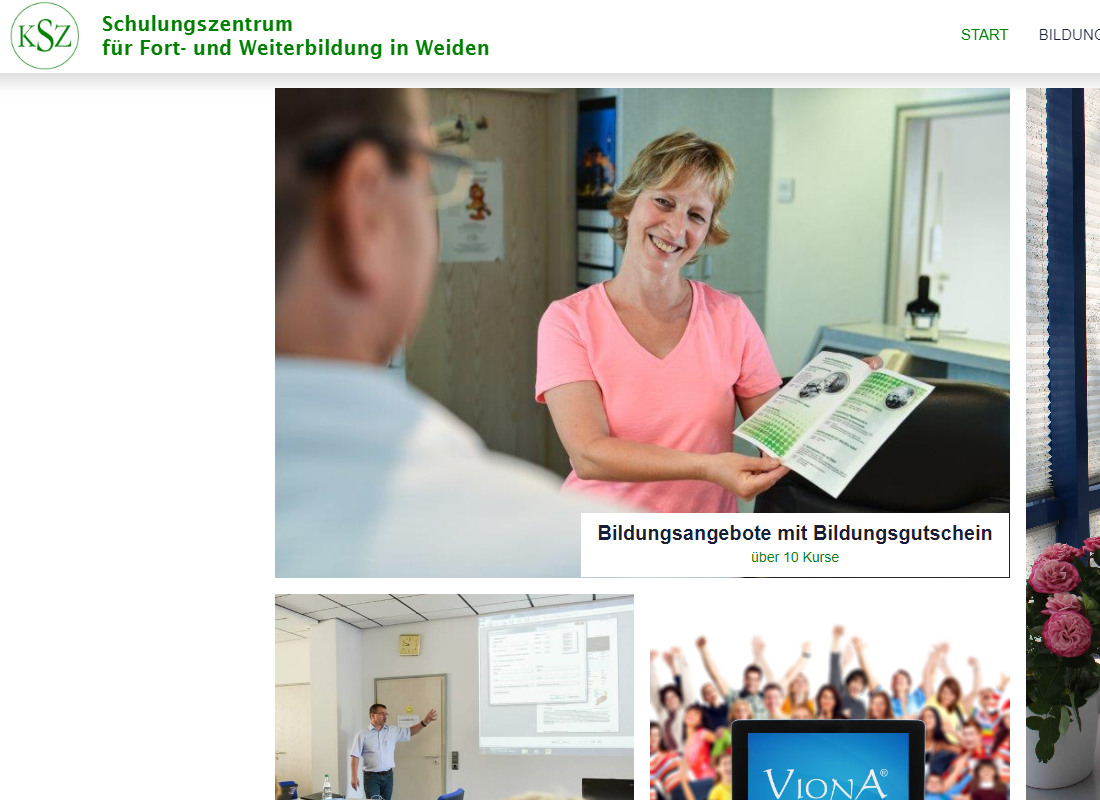 KSZ
Schulungszentrum
für Fort- und Weiterbildung in Weiden
START
BILDUNG
Bildungsangebote mit Bildungsgutschein
über 10 Kurse
VIONA®